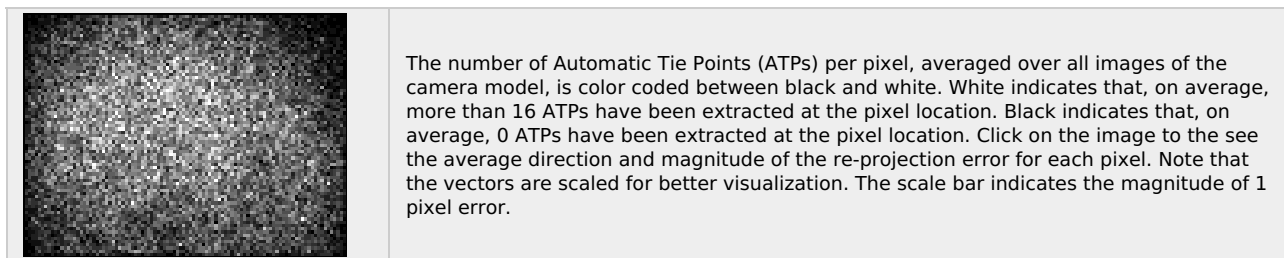 The number of Automatic Tie Points (ATPs) per pixel, averaged over all images of the
camera model, is color coded between black and white. White indicates that, on average,
more than 16 ATPs have been extracted at the pixel location. Black indicates that, on
average, 0 ATPs have been extracted at the pixel location. Click on the image to the see
the average direction and magnitude of the re-projection error for each pixel. Note that
the vectors are scaled for better visualization. The scale bar indicates the magnitude of 1
pixel error.